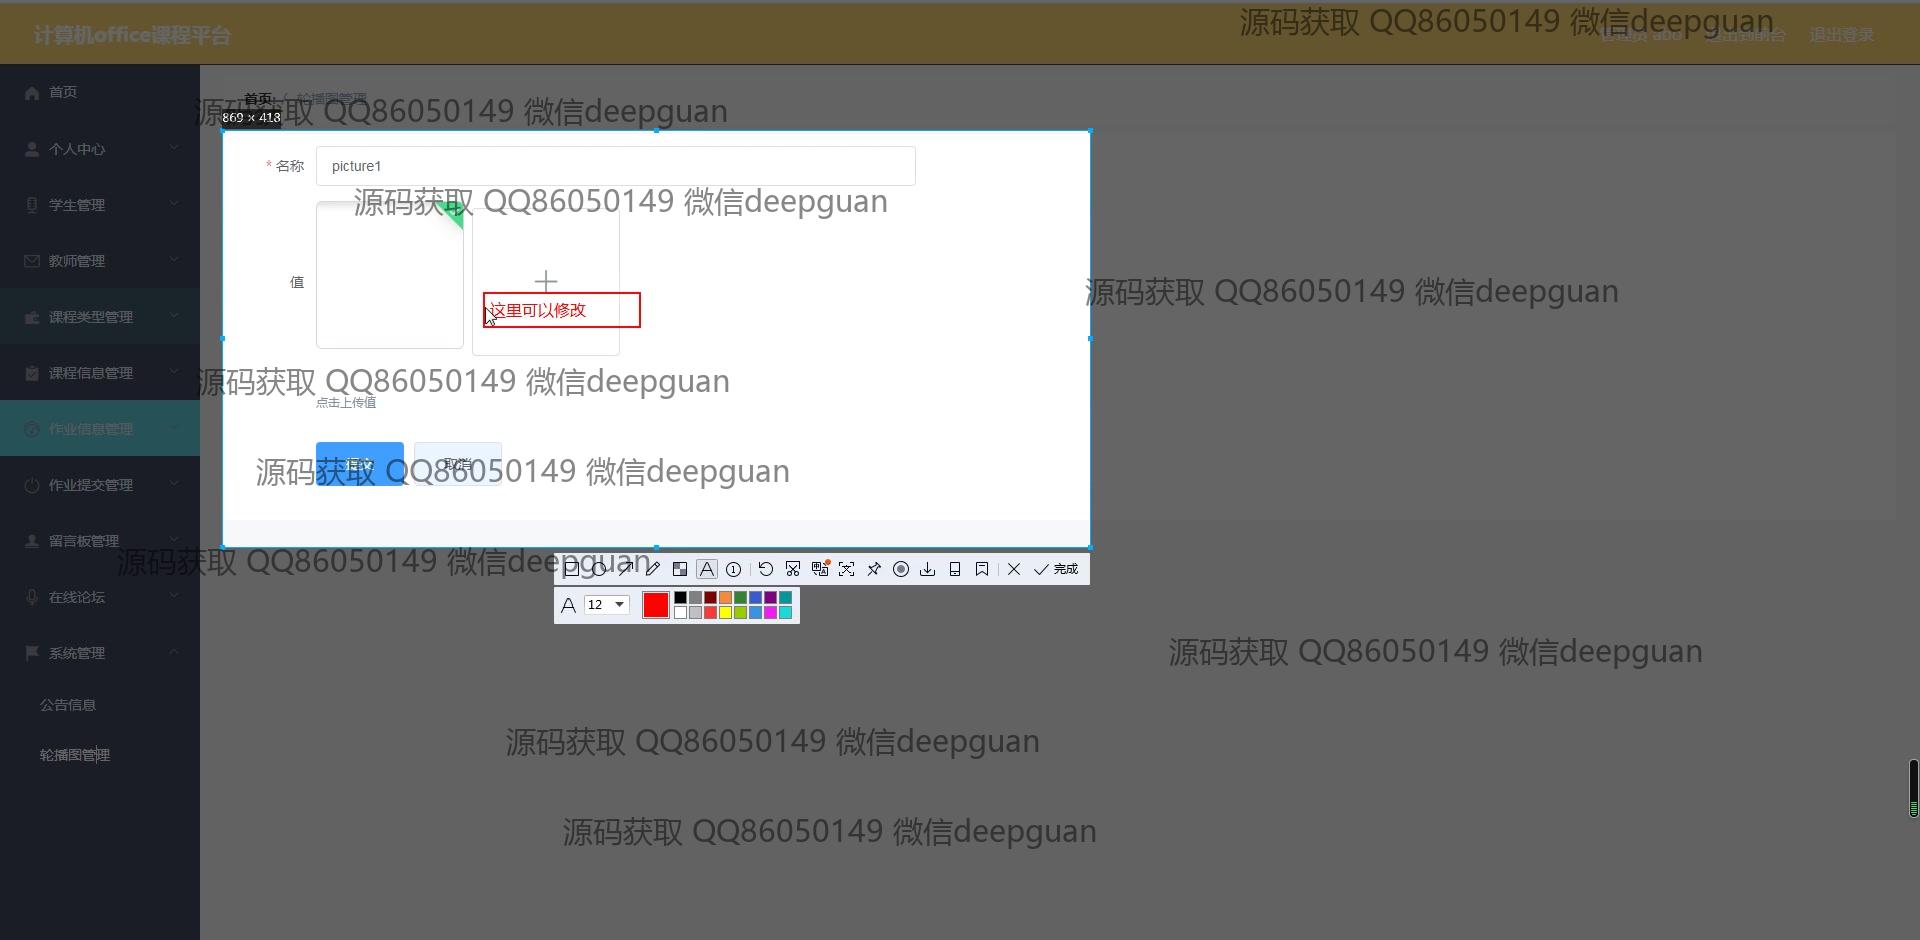 计算机office课程平台
源码获取 QQ86050149 微信deepguan
管理员 abo 退出到前台 退出登录
首页
首页 / 轮播图管理
源码获取 QQ86050149 微信deepguan
869 × 418
个人中心
* 名称 picture1
学生管理
源码获取 QQ86050149 微信deepguan
教师管理
值
源码获取 QQ86050149 微信deepguan
这里可以修改
课程类型管理
课程信息管理
源码获取 QQ86050149 微信deepguan
点击上传值
作业信息管理
提交 取消
源码获取 QQ86050149 微信deepguan
作业提交管理
留言板管理
源码获取 QQ86050149 微信deepguan
完成
在线论坛
A 12
系统管理
源码获取 QQ86050149 微信deepguan
公告信息
源码获取 QQ86050149 微信deepguan
轮播图管理
源码获取 QQ86050149 微信deepguan